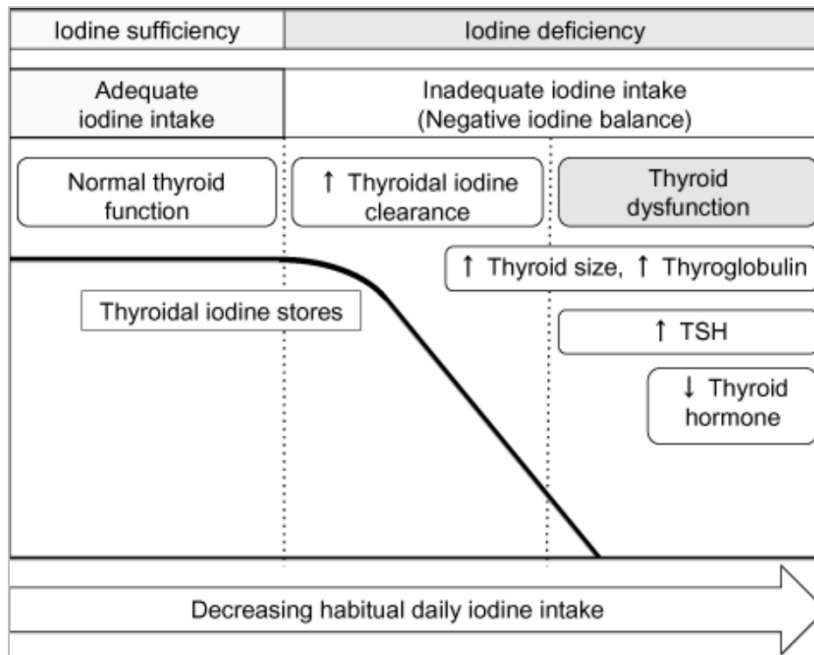 Iodine sufficiency
Iodine deficiency
Adequate
iodine intake
Inadequate iodine intake
(Negative iodine balance)
Normal thyroid
function
↑ Thyroidal iodine
clearance
Thyroid
dysfunction
↑ Thyroid size, ↑ Thyroglobulin
Thyroidal iodine stores
↑ TSH
↓ Thyroid
hormone
Decreasing habitual daily iodine intake